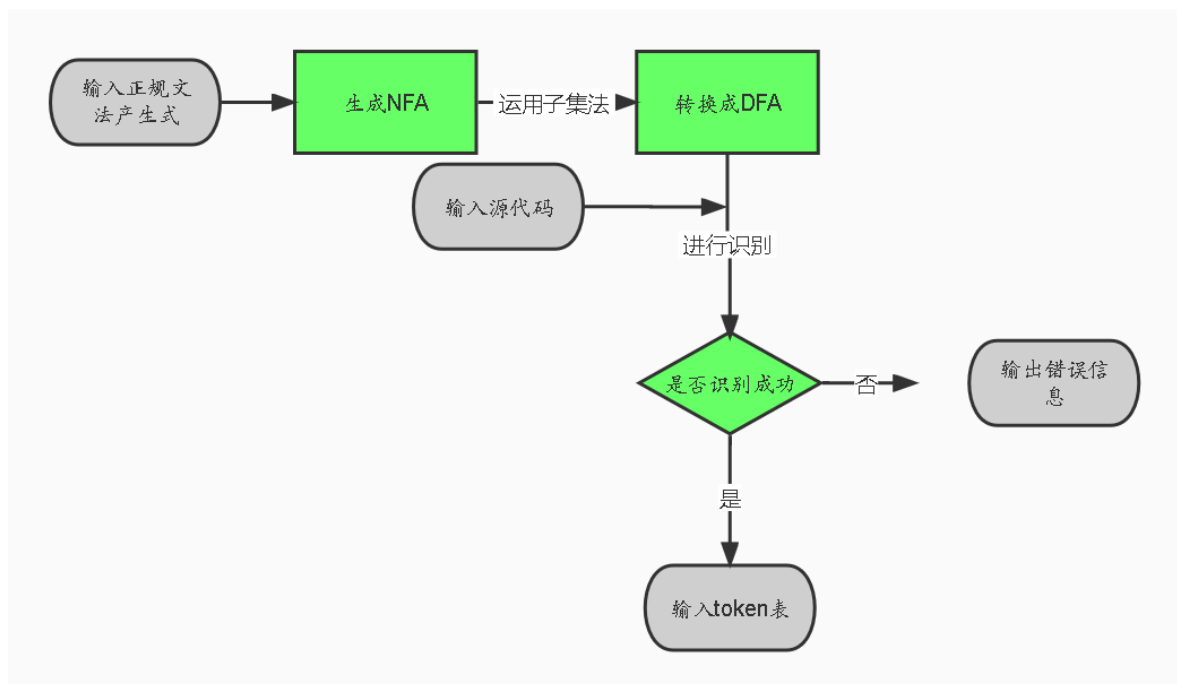 输入正规文
法产生式
生成NFA
运用子集法
转换成DFA
输入源代码
进行识别
是否识别成功
否
输出错误信
息
是
输入token表